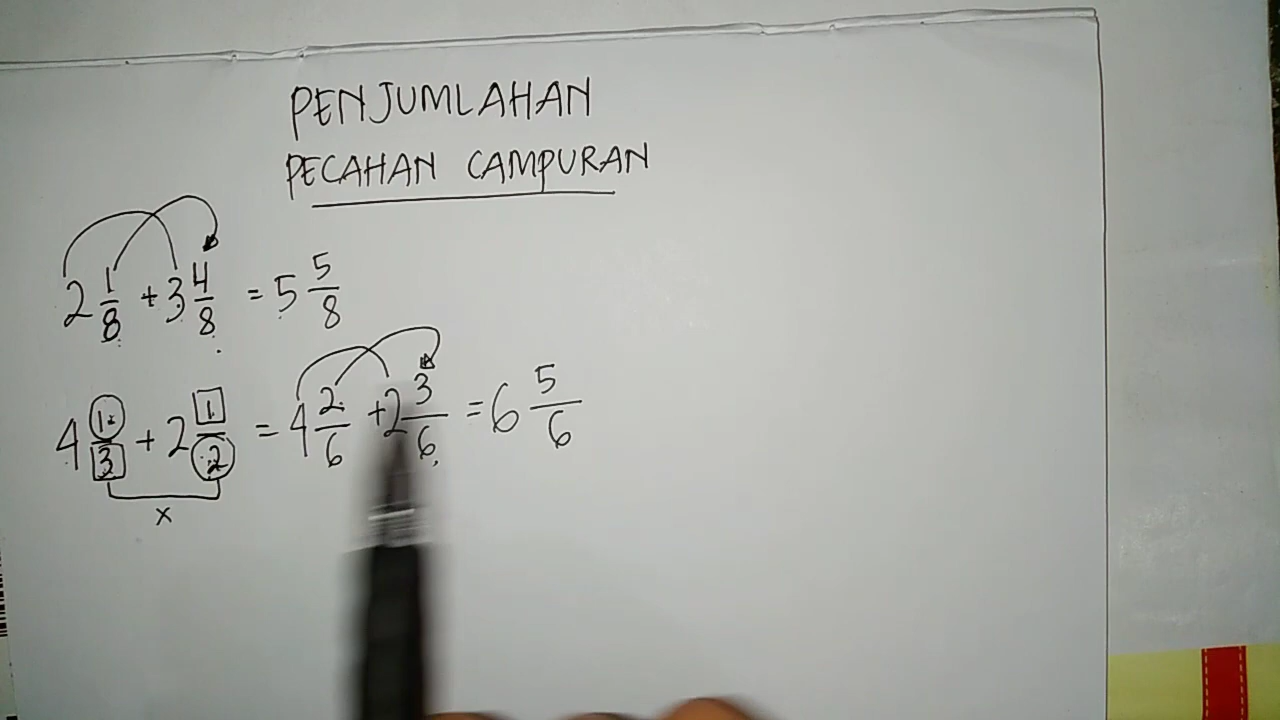 PENJUMLAHAN
PECAHAN CAMPURAN
2 1/8 + 3 4/8 = 5 5/8
4 1/3 + 2 1/2 = 4 2/6 + 2 3/6 = 6 5/6
x